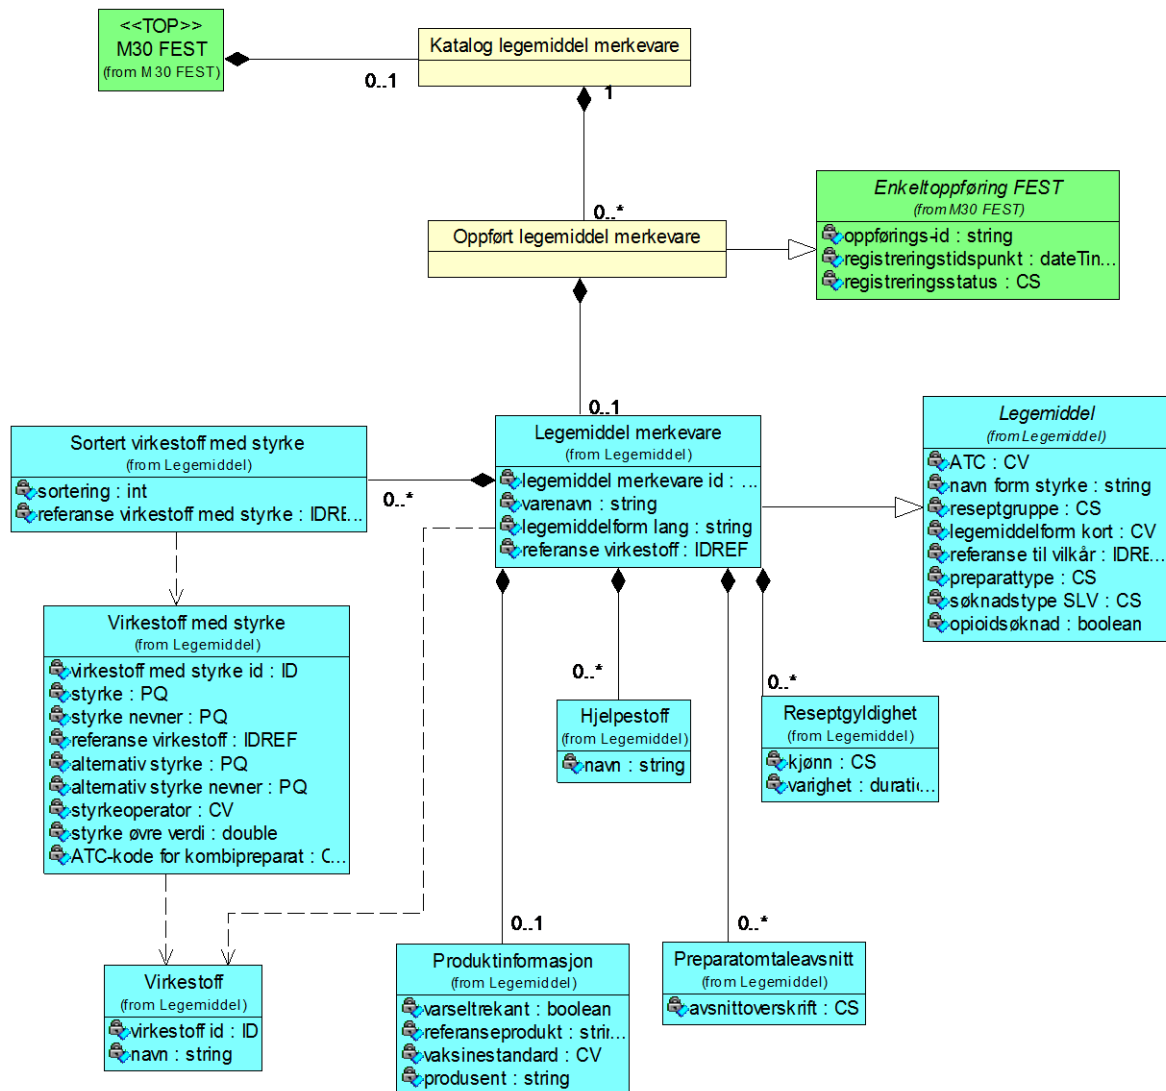 <<TOP>>
M30 FEST
(from M30 FEST)
0..1
Katalog legemiddel merkevare
1
0..*
Oppført legemiddel merkevare
Enkeltoppføring FEST
(from M30 FEST)
oppførings-id : string
registreringstidspunkt : dateTin...
registreringsstatus : CS
0..1
Sortert virkestoff med styrke
(from Legemiddel)
sortering : int
referanse virkestoff med styrke : IDRE...
0..*
Legemiddel merkevare
(from Legemiddel)
legemiddel merkevare id : ...
varenavn : string
legemiddelform lang : string
referanse virkestoff : IDREF
Legemiddel
(from Legemiddel)
ATC : CV
navn form styrke : string
reseptgruppe : CS
legemiddelform kort : CV
referanse til vilkår : IDRE...
preparattype : CS
søknadstype SLV : CS
opioidsøknad : boolean
Virkestoff med styrke
(from Legemiddel)
virkestoff med styrke id : ID
styrke : PQ
styrke nevner : PQ
referanse virkestoff : IDREF
alternativ styrke : PQ
alternativ styrke nevner : PQ
styrkeoperator : CV
styrke øvre verdi : double
ATC-kode for kombipreparat : C...
0..*
Hjelpestoff
(from Legemiddel)
navn : string
0..*
Reseptgyldighet
(from Legemiddel)
kjønn : CS
varighet : duratio...
Virkestoff
(from Legemiddel)
virkestoff id : ID
navn : string
0..1
Produktinformasjon
(from Legemiddel)
varseltrekant : boolean
referanseprodukt : strin...
vaksinestandard : CV
produsent : string
0..*
Preparatomtaleavsnitt
(from Legemiddel)
avsnittoverskrift : CS